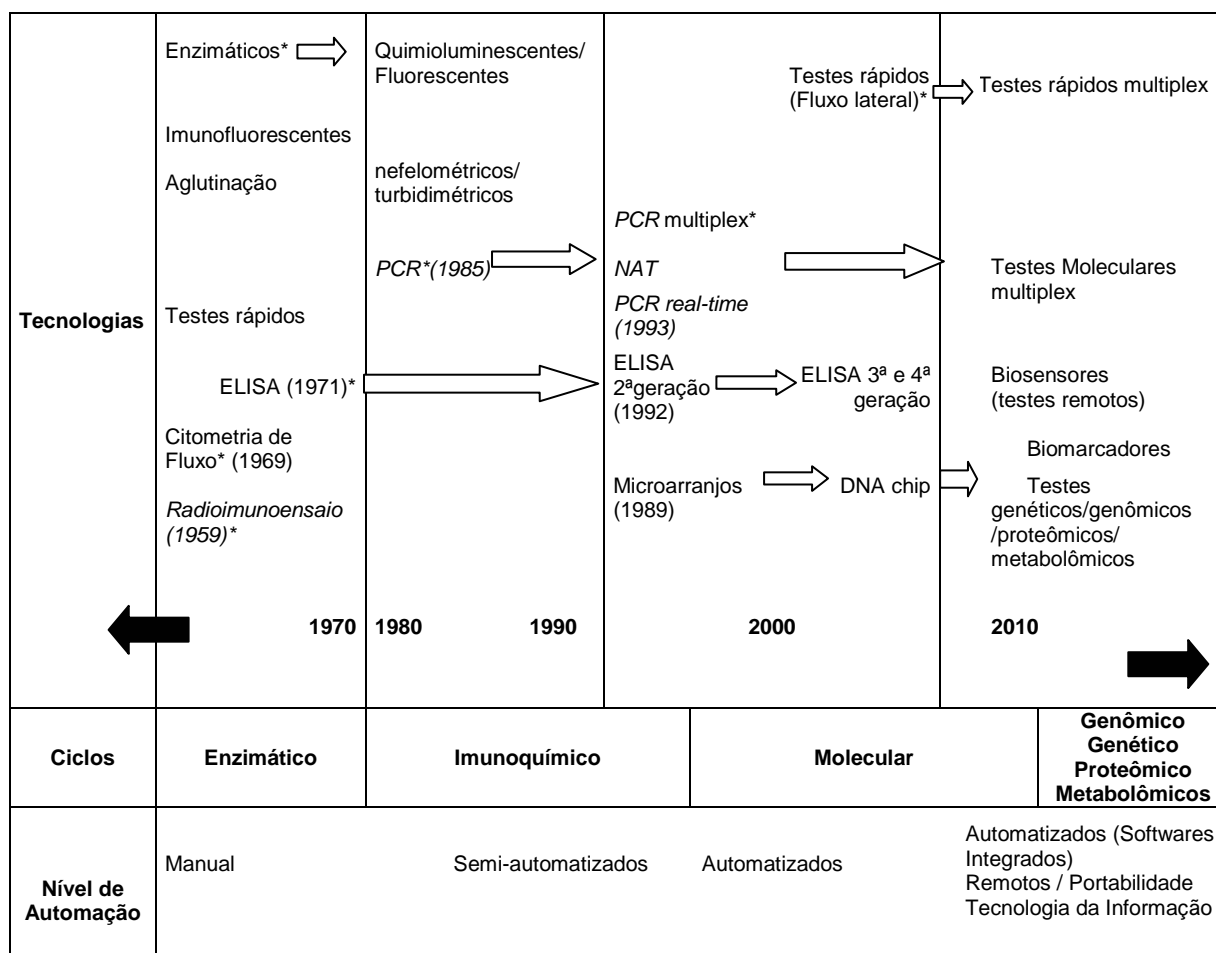 Tecnologias
Enzimáticos*
Imunofluorescentes
Aglutinação
Testes rápidos
ELISA (1971)*
Citometria de
Fluxo* (1969)
Radioimunoensaio
(1959)*
Quimioluminescentes/
Fluorescentes
nefelométricos/
turbidimétricos
PCR*(1985)
PCR multiplex*
NAT
PCR real-time
(1993)
ELISA
2ªgeração
(1992)
Microarranjos
(1989)
Testes rápidos
(Fluxo lateral)*
ELISA 3ª e 4ª
geração
DNA chip
Testes rápidos multiplex
Testes Moleculares
multiplex
Biosensores
(testes remotos)
Biomarcadores
Testes
genéticos/genômicos
/proteômicos/
metabolômicos
1970 1980 1990 2000 2010
Ciclos
Enzimático
Imunoquímico
Molecular
Genômico
Genético
Proteômico
Metabolômicos
Nível de
Automação
Manual
Semi-automatizados
Automatizados
Automatizados (Softwares
Integrados)
Remotos / Portabilidade
Tecnologia da Informação